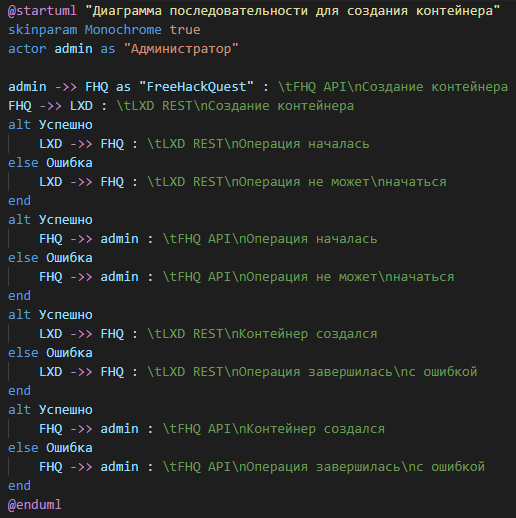 @startuml "Диаграмма последовательности для создания контейнера"
skinparam Monochrome true
actor admin as "Администратор"
admin ->> FHQ as "FreeHackQuest" : \tFHQ API\nСоздание контейнера
FHQ ->> LXD : \tLXD REST\nСоздание контейнера
alt Успешно
LXD ->> FHQ : \tLXD REST\nОперация началась
else Ошибка
LXD ->> FHQ : \tLXD REST\nОперация не может\nначаться
end
alt Успешно
FHQ ->> admin : \tFHQ API\nОперация началась
else Ошибка
FHQ ->> admin : \tFHQ API\nОперация не может\nначаться
end
alt Успешно
LXD ->> FHQ : \tLXD REST\nКонтейнер создался
else Ошибка
LXD ->> FHQ : \tLXD REST\nОперация завершилась\nс ошибкой
end
alt Успешно
FHQ ->> admin : \tFHQ API\nКонтейнер создался
else Ошибка
FHQ ->> admin : \tFHQ API\nОперация завершилась\nс ошибкой
end
@enduml